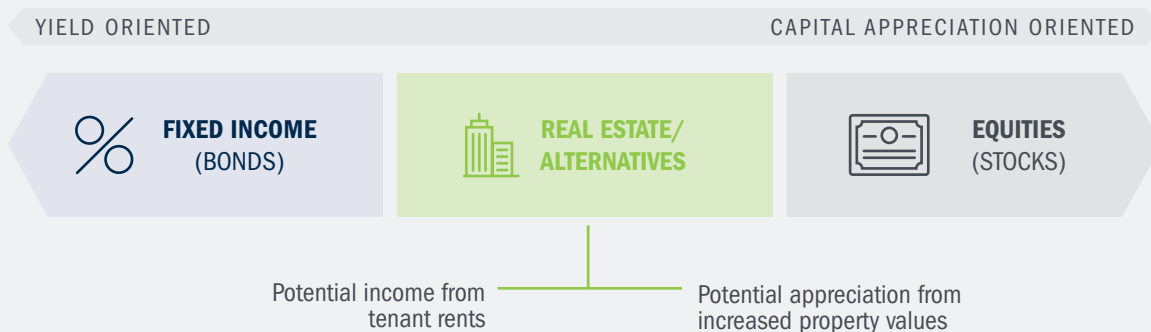 YIELD ORIENTED
CAPITAL APPRECIATION ORIENTED
FIXED INCOME
(BONDS)
REAL ESTATE/
ALTERNATIVES
EQUITIES
(STOCKS)
Potential income from
tenant rents
Potential appreciation from
increased property values